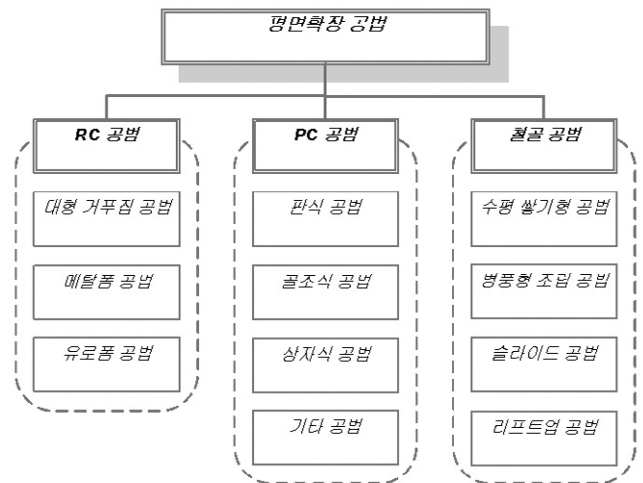 평면확장 공법
RC 공법
PC 공법
철골 공법
대형 거푸집 공법
판식 공법
수평 쌓기형 공법
메탈폼 공법
골조식 공법
병풍형 조립 공법
유로폼 공법
상자식 공법
슬라이드 공법
기타 공법
리프트업 공법